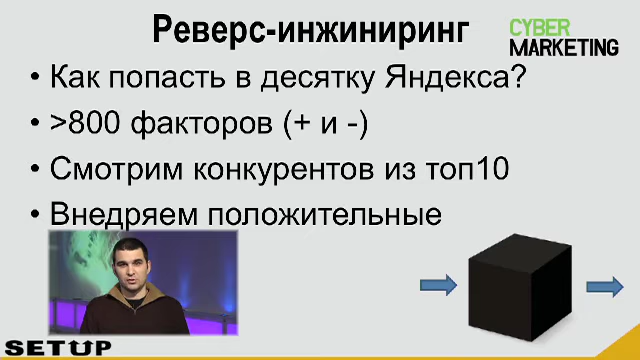 Реверс-инжиниринг
CYBER
MARKETING
• Как попасть в десятку Яндекса?
• >800 факторов (+ и -)
• Смотрим конкурентов из топ10
• Внедряем положительные
SETUP